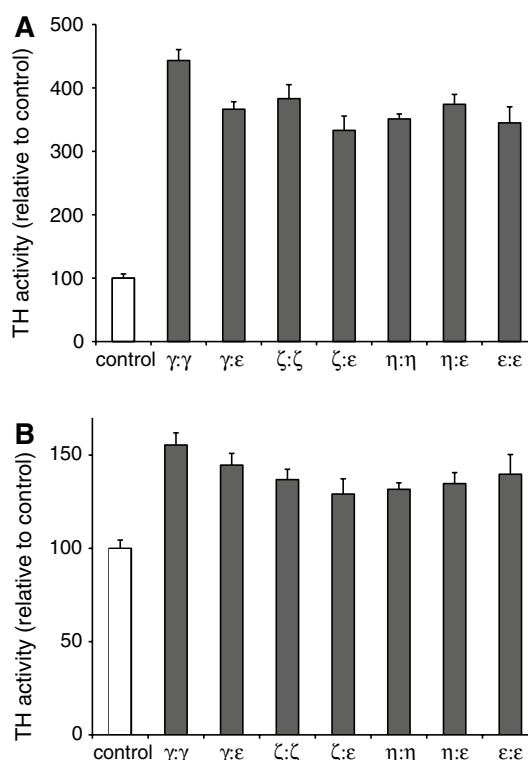 A
TH activity (relative to control)
500
400
300
200
100
0
control γ:γ γ:ε ζ:ζ ζ:ε η:η η:ε ε:ε
B
TH activity (relative to control)
150
100
50
0
control γ:γ γ:ε ζ:ζ ζ:ε η:η η:ε ε:ε